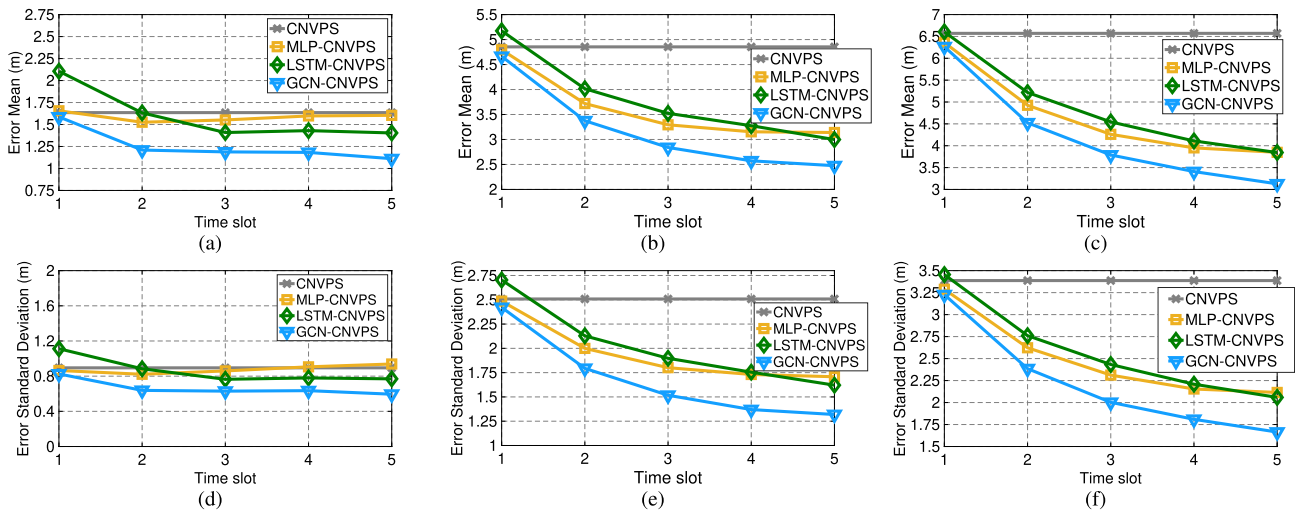 2.75
2.5
2.25
2
1.75
1.5
1.25
1
0.75
Error Mean (m)
CNVPS
MLP-CNVPS
LSTM-CNVPS
GCN-CNVPS
1 2 3 4 5
Time slot
(a)
5.5
5
4.5
4
3.5
3
2.5
2
Error Mean (m)
CNVPS
MLP-CNVPS
LSTM-CNVPS
GCN-CNVPS
1 2 3 4 5
Time slot
(b)
7
6.5
6
5.5
5
4.5
4
3.5
3
Error Mean (m)
CNVPS
MLP-CNVPS
LSTM-CNVPS
GCN-CNVPS
1 2 3 4 5
Time slot
(c)
2
1.6
1.2
0.8
0.4
0
Error Standard Deviation (m)
CNVPS
MLP-CNVPS
LSTM-CNVPS
GCN-CNVPS
1 2 3 4 5
Time slot
(d)
2.75
2.5
2.25
2
1.75
1.5
1.25
1
Error Standard Deviation (m)
CNVPS
MLP-CNVPS
LSTM-CNVPS
GCN-CNVPS
1 2 3 4 5
Time slot
(e)
3.5
3.25
3
2.75
2.5
2.25
2
1.75
1.5
Error Standard Deviation (m)
CNVPS
MLP-CNVPS
LSTM-CNVPS
GCN-CNVPS
1 2 3 4 5
Time slot
(f)